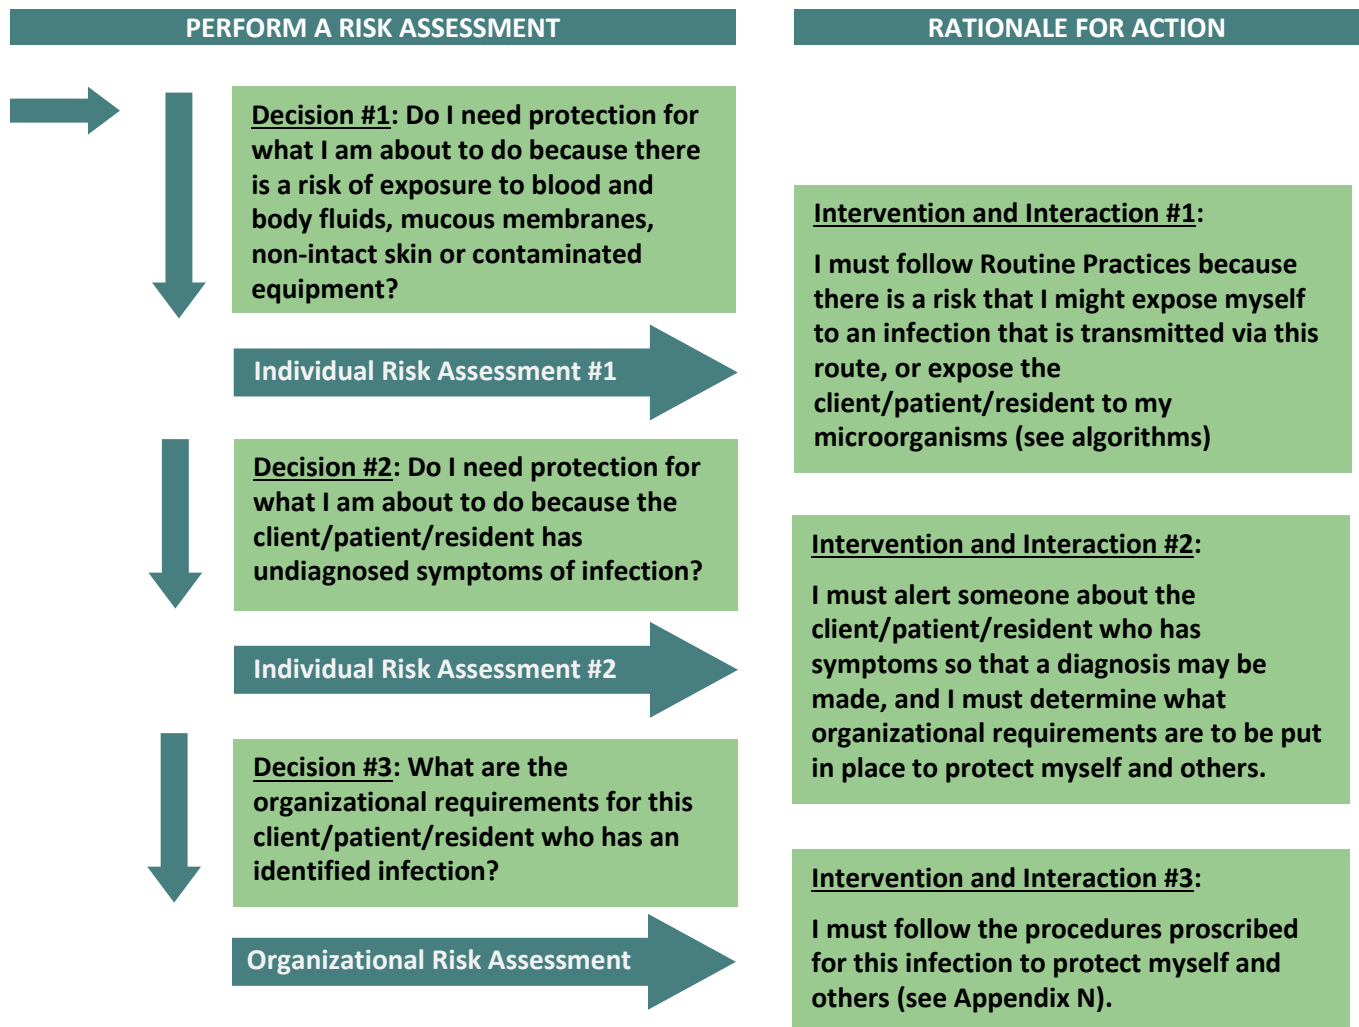 PERFORM A RISK ASSESSMENT
RATIONALE FOR ACTION
Decision #1: Do I need protection for
what I am about to do because there
is a risk of exposure to blood and
body fluids, mucous membranes,
non-intact skin or contaminated
equipment?
Individual Risk Assessment #1
Intervention and Interaction #1:
I must follow Routine Practices because
there is a risk that I might expose myself
to an infection that is transmitted via this
route, or expose the
client/patient/resident to my
microorganisms (see algorithms)
Decision #2: Do I need protection for
what I am about to do because the
client/patient/resident has
undiagnosed symptoms of infection?
Individual Risk Assessment #2
Intervention and Interaction #2:
I must alert someone about the
client/patient/resident who has
symptoms so that a diagnosis may be
made, and I must determine what
organizational requirements are to be put
in place to protect myself and others.
Decision #3: What are the
organizational requirements for this
client/patient/resident who has an
identified infection?
Organizational Risk Assessment
Intervention and Interaction #3:
I must follow the procedures proscribed
for this infection to protect myself and
others (see Appendix N).